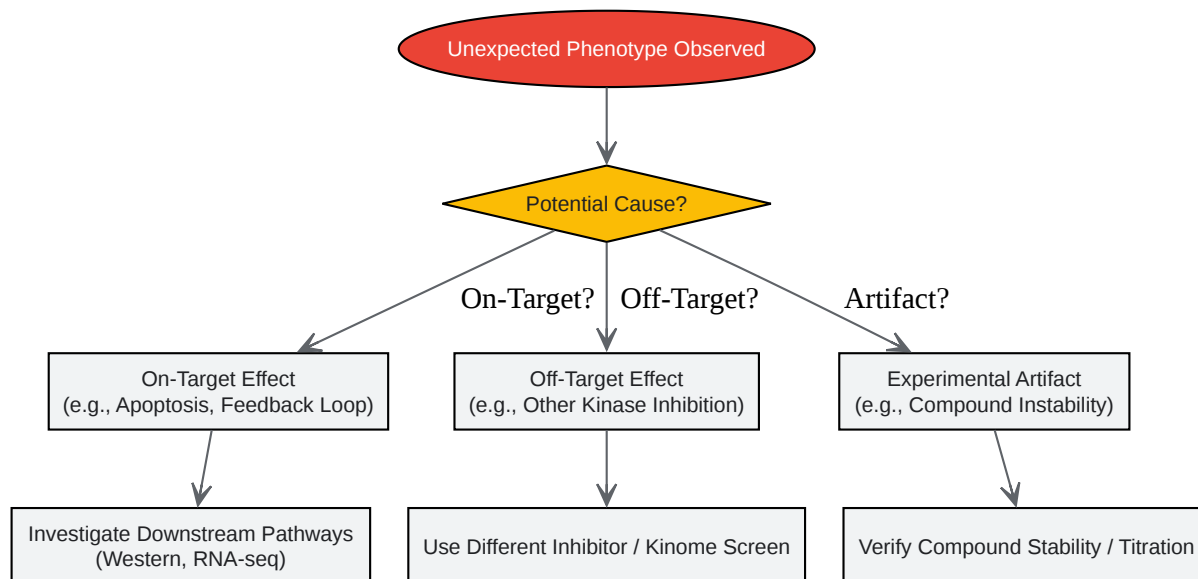 Unexpected Phenotype Observed
Potential Cause?
On-Target?
Off-Target?
Artifact?
On-Target Effect
(e.g., Apoptosis, Feedback Loop)
Off-Target Effect
(e.g., Other Kinase Inhibition)
Experimental Artifact
(e.g., Compound Instability)
Investigate Downstream Pathways
(Western, RNA-seq)
Use Different Inhibitor / Kinome Screen
Verify Compound Stability / Titration